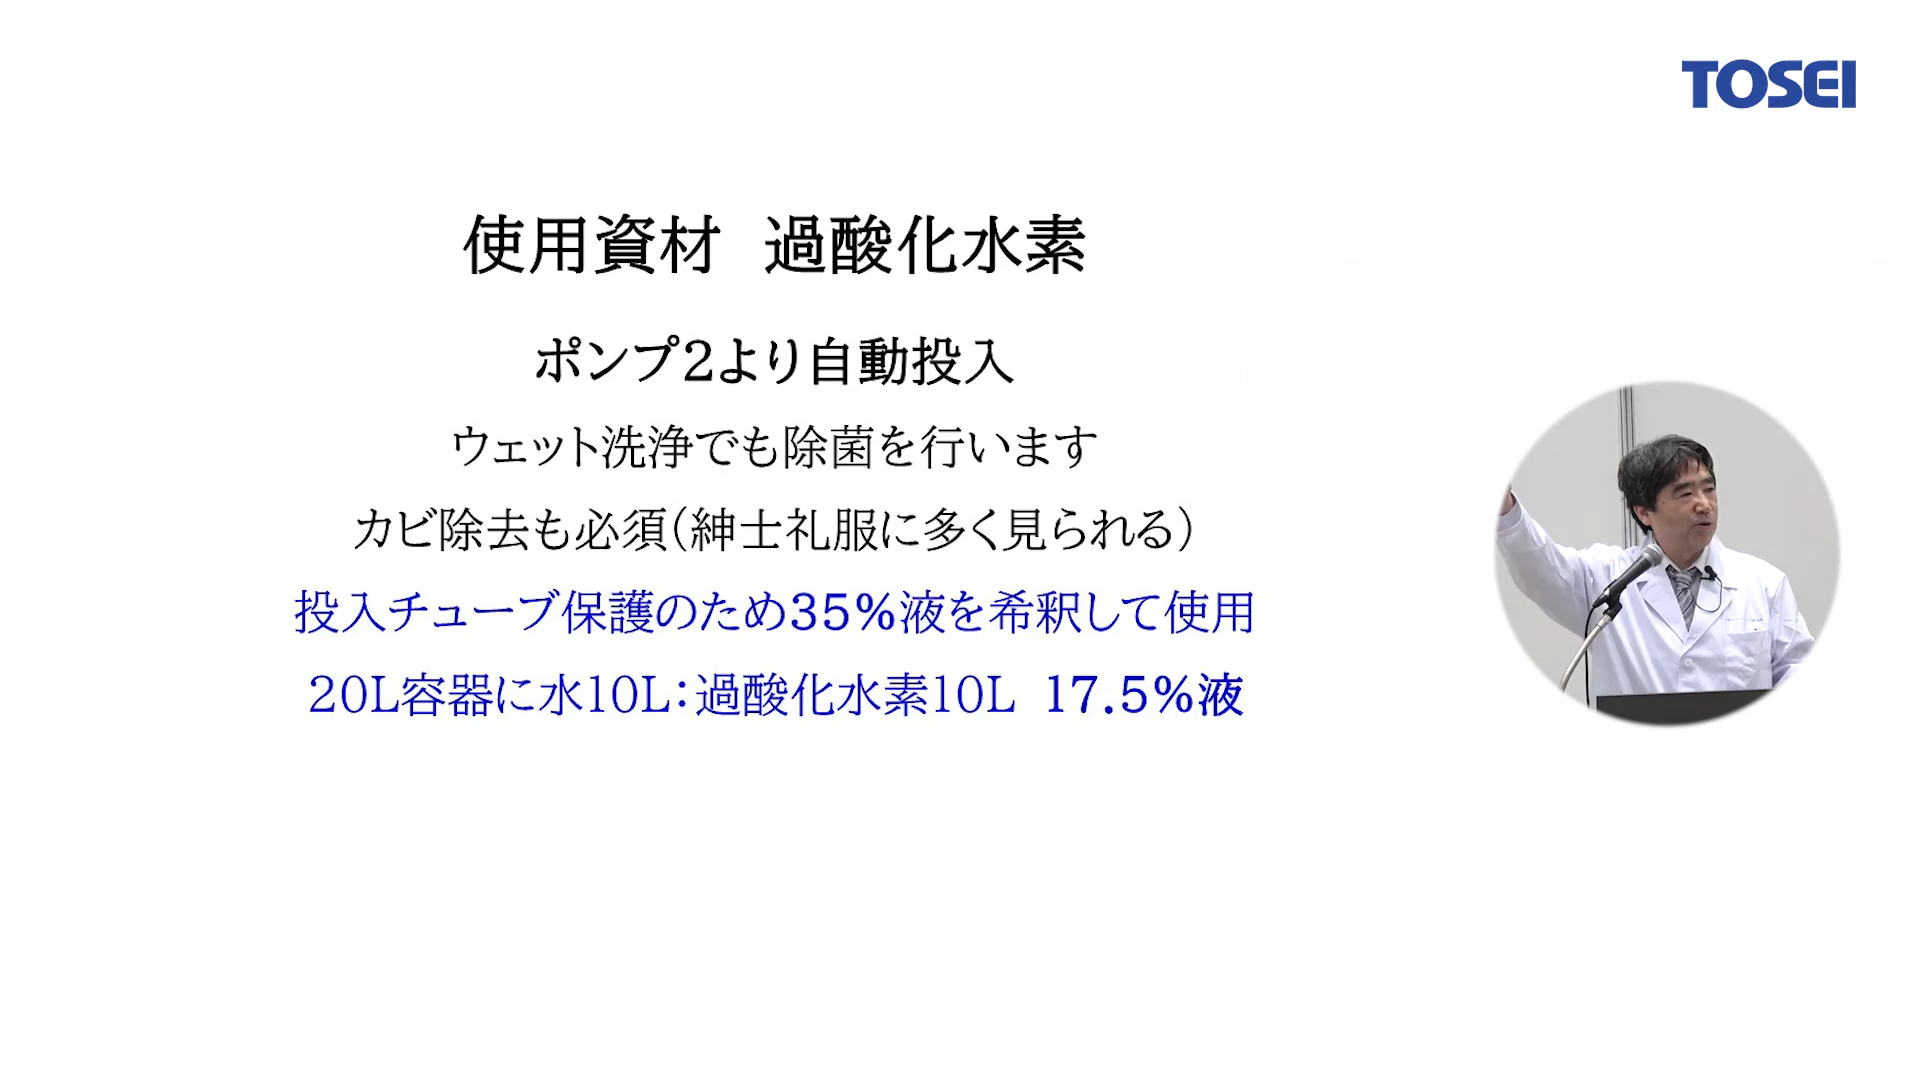 TOSEI
使用資材　過酸化水素
ポンプ2より自動投入
ウェット洗浄でも除菌を行います
カビ除去も必須（紳士礼服に多く見られる）
投入チューブ保護のため35%液を希釈して使用
20L容器に水10L：過酸化水素10L 17.5%液